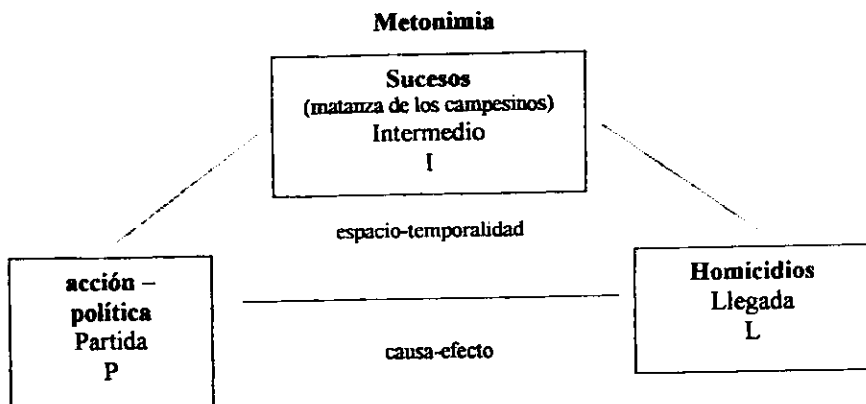 Metonimia
Sucesos
(matanza de los campesinos)
Intermedio
I
espacio-temporalidad
acción –
política
Partida
P
Homicidios
Llegada
L
causa-efecto